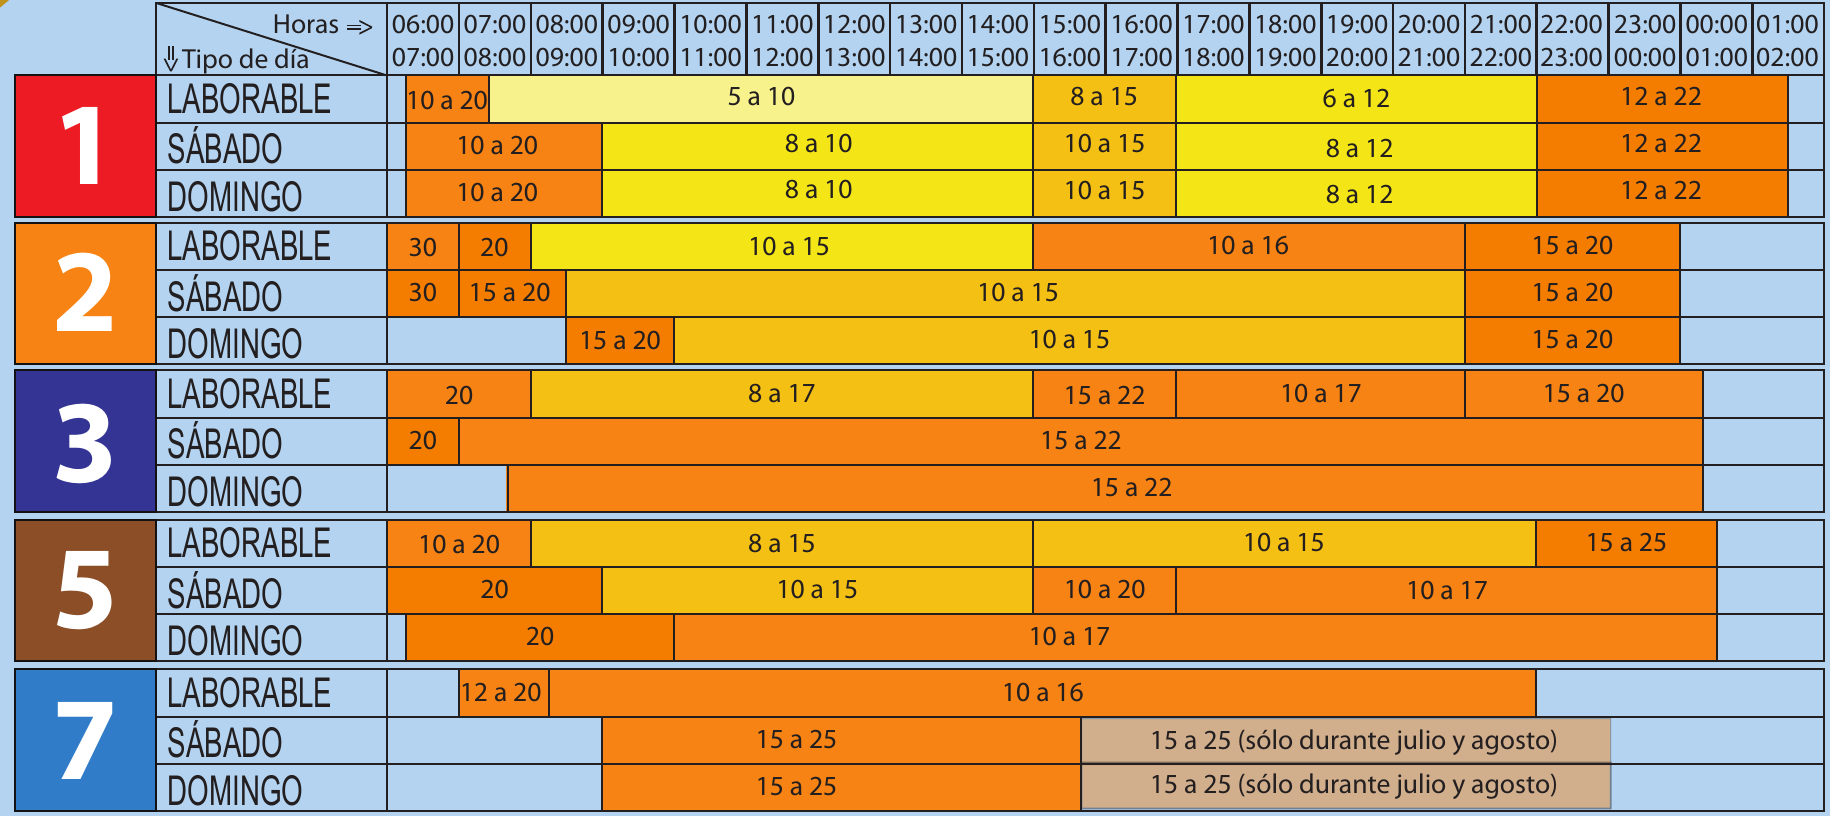 Horas ⇒ 06:00 07:00 08:00 09:00 10:00 11:00 12:00 13:00 14:00 15:00 16:00 17:00 18:00 19:00 20:00 21:00 22:00 23:00 00:00 01:00
⇓ Tipo de día 07:00 08:00 09:00 10:00 11:00 12:00 13:00 14:00 15:00 16:00 17:00 18:00 19:00 20:00 21:00 22:00 23:00 00:00 01:00 02:00
1
LABORABLE 10 a 20 5 a 10 8 a 15 6 a 12 12 a 22
SÁBADO 10 a 20 8 a 10 10 a 15 8 a 12 12 a 22
DOMINGO 10 a 20 8 a 10 10 a 15 8 a 12 12 a 22
2
LABORABLE 30 20 10 a 15 10 a 16 15 a 20
SÁBADO 30 15 a 20 10 a 15 15 a 20
DOMINGO 15 a 20 10 a 15 15 a 20
3
LABORABLE 20 8 a 17 15 a 22 10 a 17 15 a 20
SÁBADO 20 15 a 22
DOMINGO 15 a 22
5
LABORABLE 10 a 20 8 a 15 10 a 15 15 a 25
SÁBADO 20 10 a 15 10 a 20 10 a 17
DOMINGO 20 10 a 17
7
LABORABLE 12 a 20 10 a 16
SÁBADO 15 a 25 15 a 25 (sólo durante julio y agosto)
DOMINGO 15 a 25 15 a 25 (sólo durante julio y agosto)